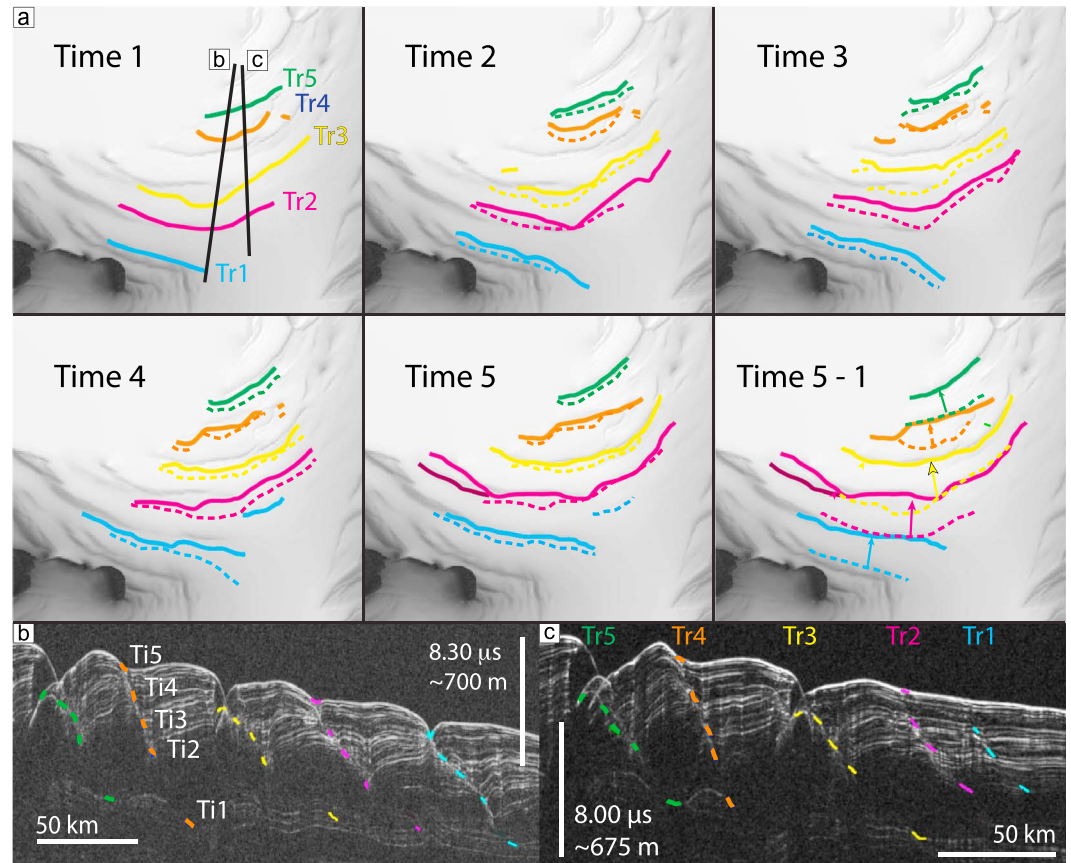 a
Time 1
b
c
Tr5
Tr4
Tr3
Tr2
Tr1
Time 2
Time 3
Time 4
Time 5
Time 5 - 1
b
Ti5
Ti4
Ti3
Ti2
Ti1
8.30 µs
~700 m
50 km
c
Tr5
Tr4
Tr3
Tr2
Tr1
8.00 µs
~675 m
50 km